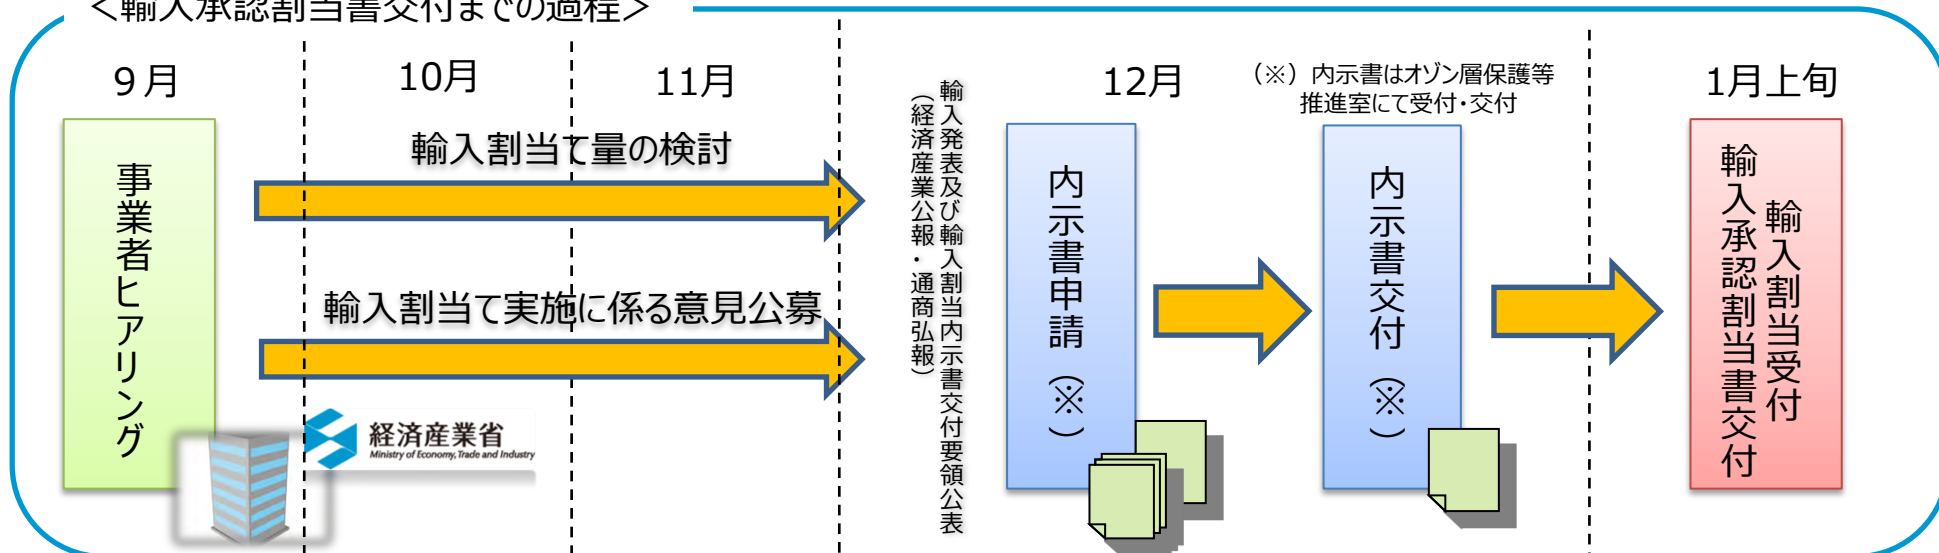 ＜輸入承認割当書交付までの過程＞
９月
10月
11月
12月
（※）内示書はオゾン層保護等
推進室にて受付・交付
1月上旬
事業者ヒアリング
輸入割当て量の検討
輸入割当て実施に係る意見公募
経済産業省
Ministry of Economy, Trade and Industry
輸入発表及び輸入割当内示書交付要領公表
（経済産業公報・通商弘報）
内示書申請（※）
内示書交付（※）
輸入割当受付
輸入承認割当書交付